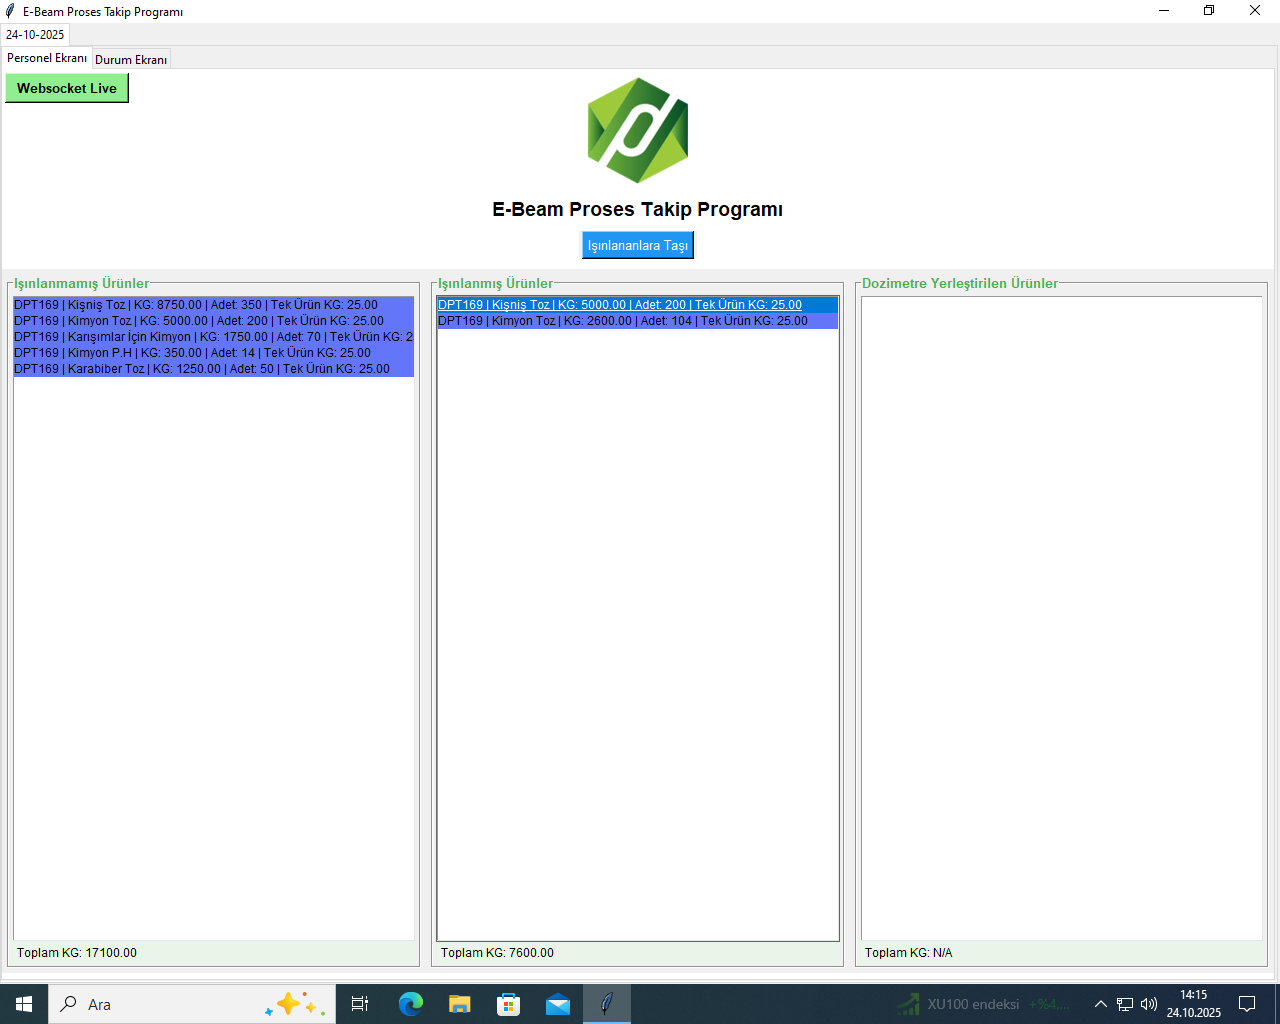 E-Beam Proses Takip Programı
24-10-2025
Personel Ekranı
Durum Ekranı
Websocket Live
E-Beam Proses Takip Programı
Işınlananlara Taşı
Işınlanmamış Ürünler
DPT169 | Kişniş Toz | KG: 8750.00 | Adet: 350 | Tek Ürün KG: 25.00
DPT169 | Kimyon Toz | KG: 5000.00 | Adet: 200 | Tek Ürün KG: 25.00
DPT169 | Karışımlar İçin Kimyon | KG: 1750.00 | Adet: 70 | Tek Ürün KG: 2
DPT169 | Kimyon P.H | KG: 350.00 | Adet: 14 | Tek Ürün KG: 25.00
DPT169 | Karabiber Toz | KG: 1250.00 | Adet: 50 | Tek Ürün KG: 25.00
Toplam KG: 17100.00
Işınlanmış Ürünler
DPT169 | Kişniş Toz | KG: 5000.00 | Adet: 200 | Tek Ürün KG: 25.00
DPT169 | Kimyon Toz | KG: 2600.00 | Adet: 104 | Tek Ürün KG: 25.00
Toplam KG: 7600.00
Dozimetre Yerleştirilen Ürünler
Toplam KG: N/A
Ara
XU100 endeksi +%4....
14:15
24.10.2025